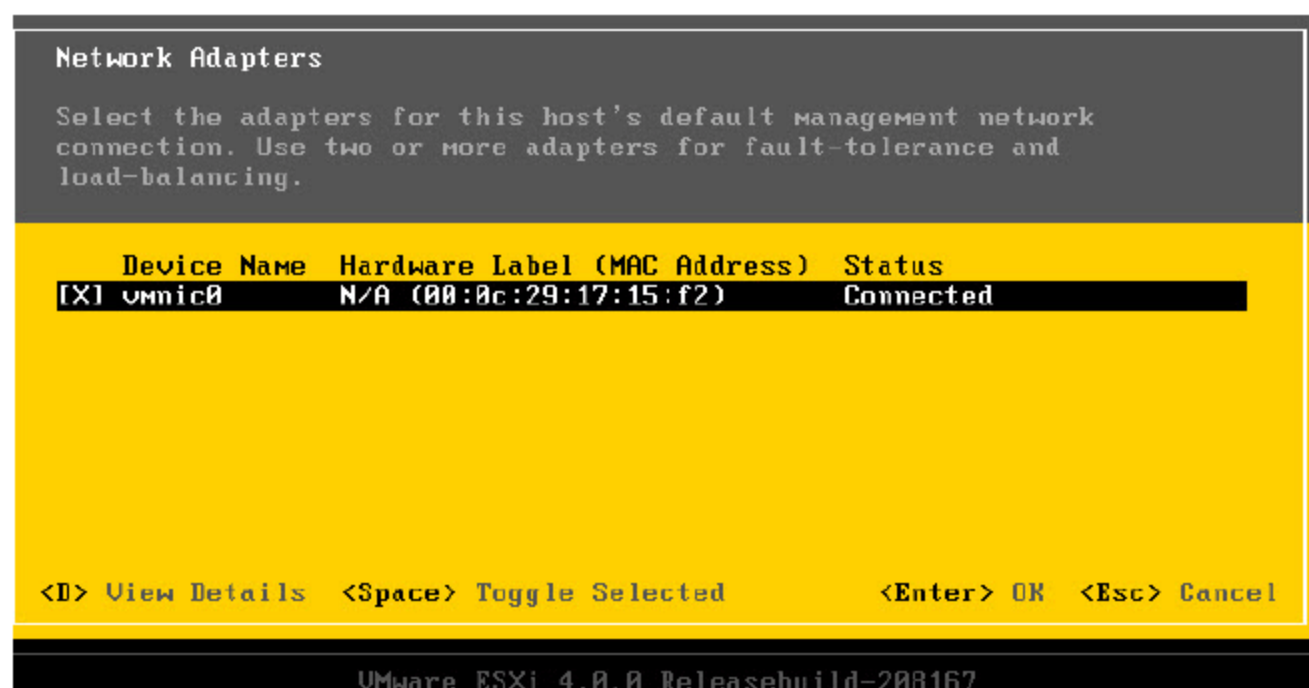 Network Adapters
Select the adapters for this host's default management network
connection. Use two or more adapters for fault-tolerance and
load-balancing.
Device Name Hardware Label (MAC Address) Status
[X] vmnic0 N/A (00:0c:29:17:15:f2) Connected
<D> View Details <Space> Toggle Selected <Enter> OK <Esc> Cancel
VMware ESXi 4.0.0 Releasebuild-208167